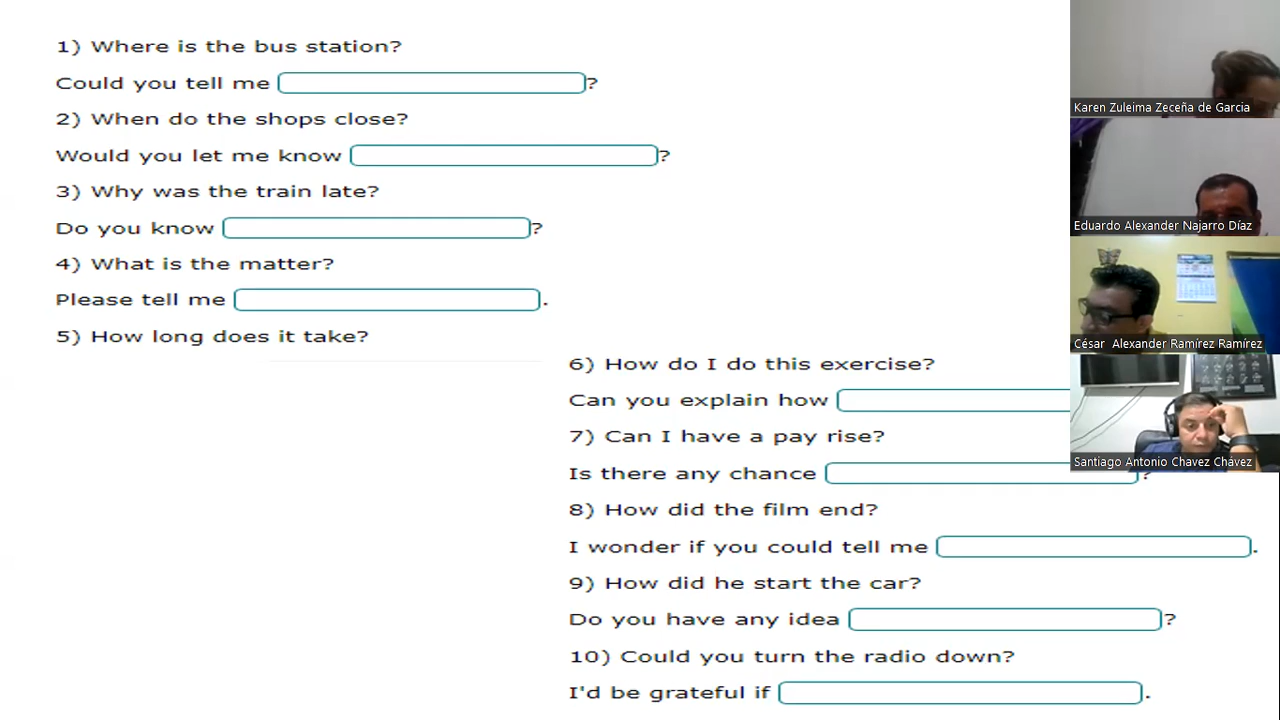 1) Where is the bus station?
Could you tell me ?
2) When do the shops close?
Would you let me know ?
3) Why was the train late?
Do you know ?
4) What is the matter?
Please tell me .
5) How long does it take?
6) How do I do this exercise?
Can you explain how
7) Can I have a pay rise?
Is there any chance ?
8) How did the film end?
I wonder if you could tell me .
9) How did he start the car?
Do you have any idea ?
10) Could you turn the radio down?
I'd be grateful if .
Karen Zuleima Zeceña de Garcia
Eduardo Alexander Najarro Díaz
César Alexander Ramírez Ramírez
Santiago Antonio Chavez Chávez